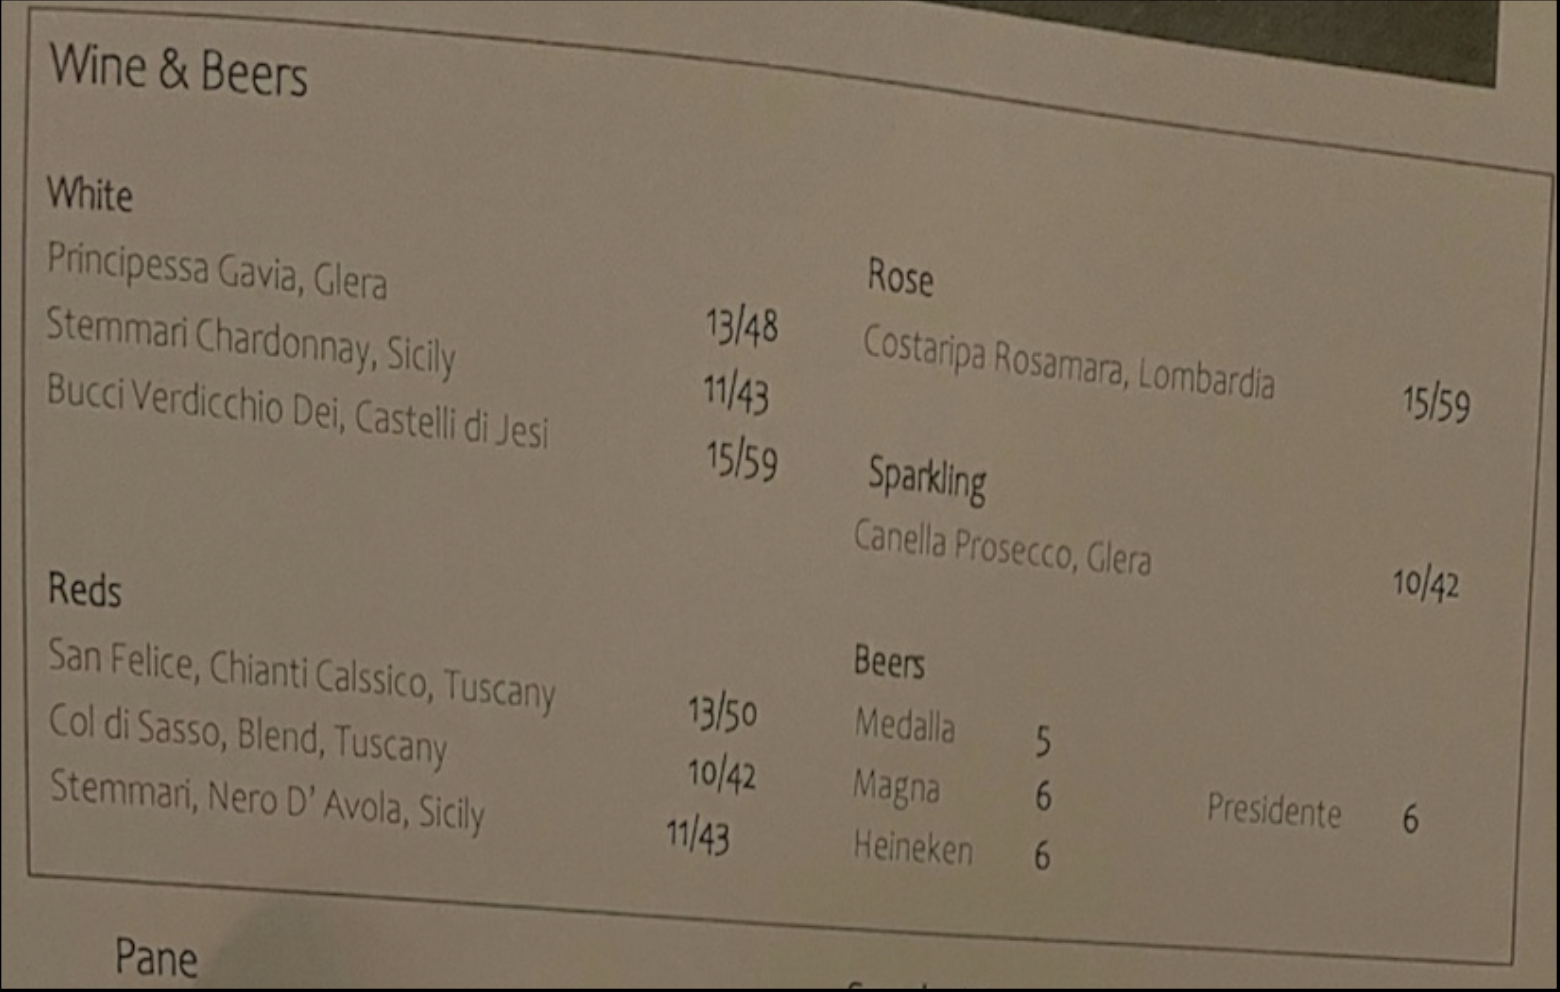 Wine & Beers
White
Principessa Gavia, Glera 13/48
Stemmari Chardonnay, Sicily 11/43
Bucci Verdicchio Dei, Castelli di Jesi 15/59
Reds
San Felice, Chianti Calssico, Tuscany 13/50
Col di Sasso, Blend, Tuscany 10/42
Stemmari, Nero D' Avola, Sicily 11/43
Rose
Costaripa Rosamara, Lombardia 15/59
Sparkling
Canella Prosecco, Glera 10/42
Beers
Medalla 5
Magna 6 Presidente 6
Heineken 6
Pane